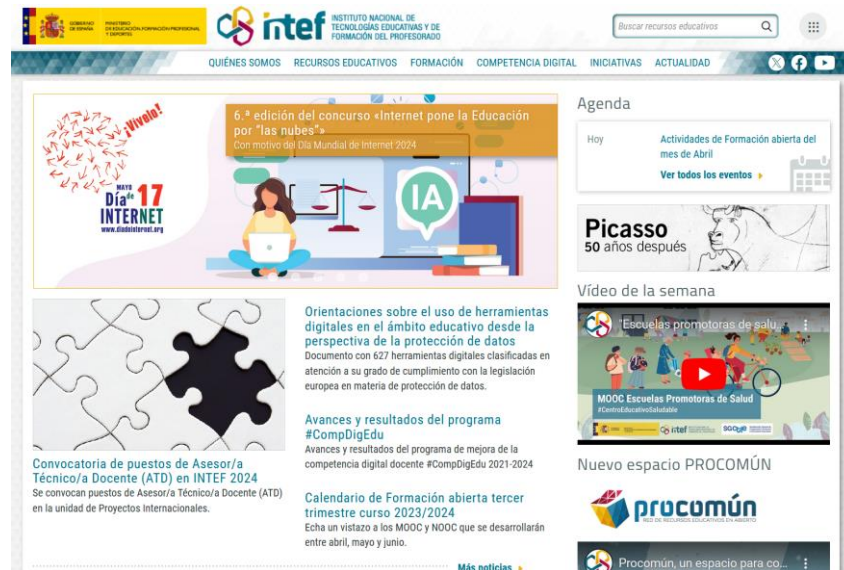 GOBIERNO
DE ESPAÑA
MINISTERIO
DE EDUCACIÓN, FORMACIÓN PROFESIONAL
Y DEPORTES
intef
INSTITUTO NACIONAL DE
TECNOLOGÍAS EDUCATIVAS Y DE
FORMACIÓN DEL PROFESORADO
Buscar recursos educativos
QUIÉNES SOMOS RECURSOS EDUCATIVOS FORMACIÓN COMPETENCIA DIGITAL INICIATIVAS ACTUALIDAD
¡Vívelo!
MAYO
Día de 17
INTERNET
www.diadeinternet.org
6.ª edición del concurso «Internet pone la Educación
por "las nubes"»
Con motivo del Día Mundial de Internet 2024
IA
Convocatoria de puestos de Asesor/a
Técnico/a Docente (ATD) en INTEF 2024
Se convocan puestos de Asesor/a Técnico/a Docente (ATD)
en la unidad de Proyectos Internacionales.
Orientaciones sobre el uso de herramientas
digitales en el ámbito educativo desde la
perspectiva de la protección de datos
Documento con 627 herramientas digitales clasificadas en
atención a su grado de cumplimiento con la legislación
europea en materia de protección de datos.
Avances y resultados del programa
#CompDigEdu
Avances y resultados del programa de mejora de la
competencia digital docente #CompDigEdu 2021-2024
Calendario de Formación abierta tercer
trimestre curso 2023/2024
Echa un vistazo a los MOOC y NOOC que se desarrollarán
entre abril, mayo y junio.
Más noticias
Agenda
Hoy
Actividades de Formación abierta del
mes de Abril
Ver todos los eventos
Picasso
50 años después
Vídeo de la semana
"Escuelas promotoras de salu...
MOOC Escuelas Promotoras de Salud
#CentroEducativoSaludable
intef
Nuevo espacio PROCOMÚN
procomún
RED DE RECURSOS EDUCATIVOS EN ABIERTO
Procomún, un espacio para co...